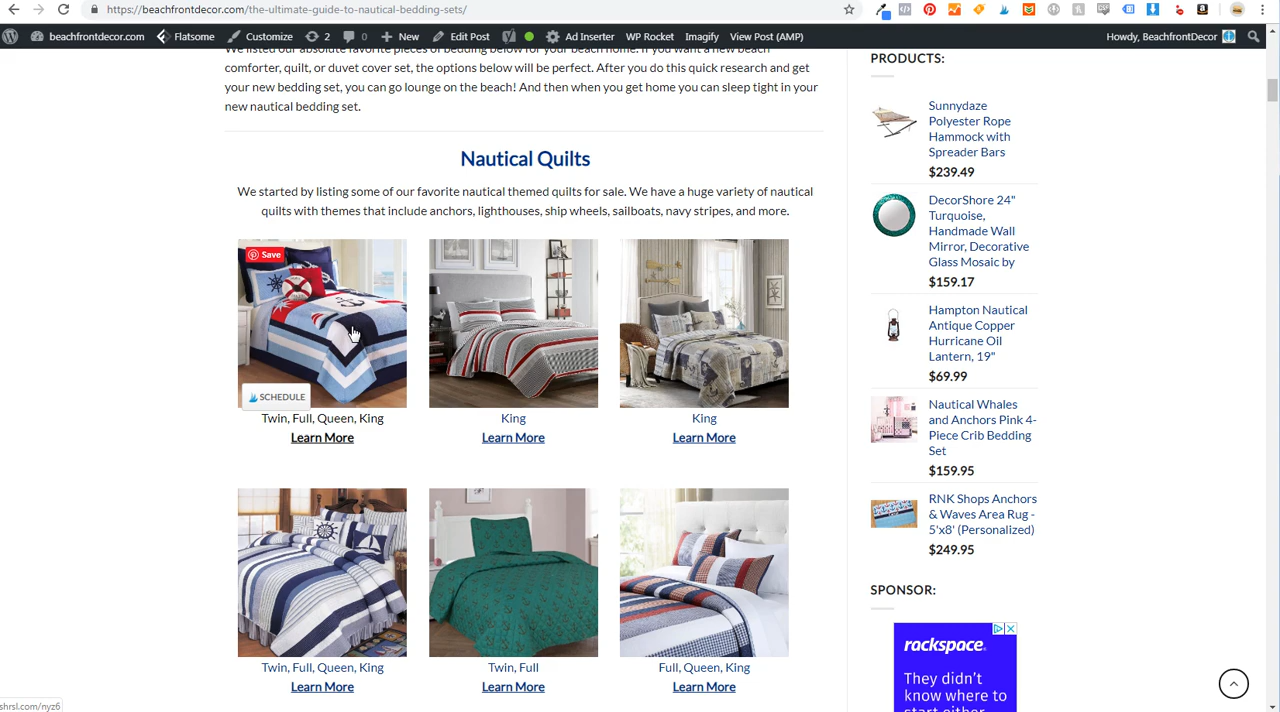 https://beachfrontdecor.com/the-ultimate-guide-to-nautical-bedding-sets/
beachfrontdecor.com Flatsome Customize 2 0 New Edit Post Ad Inserter WP Rocket Imagify View Post (AMP) Howdy, BeachfrontDecor
We listed our absolute favorite pieces of bedding below for your beach home. If you want a new beach
comforter, quilt, or duvet cover set, the options below will be perfect. After you do this quick research and get
your new bedding set, you can go lounge on the beach! And then when you get home you can sleep tight in your
new nautical bedding set.
Nautical Quilts
We started by listing some of our favorite nautical themed quilts for sale. We have a huge variety of nautical
quilts with themes that include anchors, lighthouses, ship wheels, sailboats, navy stripes, and more.
Save
SCHEDULE
Twin, Full, Queen, King
Learn More
King
Learn More
King
Learn More
Twin, Full, Queen, King
Learn More
Twin, Full
Learn More
Full, Queen, King
Learn More
PRODUCTS:
Sunnydaze
Polyester Rope
Hammock with
Spreader Bars
$239.49
DecorShore 24"
Turquoise,
Handmade Wall
Mirror, Decorative
Glass Mosaic by
$159.17
Hampton Nautical
Antique Copper
Hurricane Oil
Lantern, 19"
$69.99
Nautical Whales
and Anchors Pink 4-
Piece Crib Bedding
Set
$159.95
RNK Shops Anchors
& Waves Area Rug -
5'x8' (Personalized)
$249.95
SPONSOR:
rackspace.
They didn't
know where to
start either
shrsl.com/nyz6